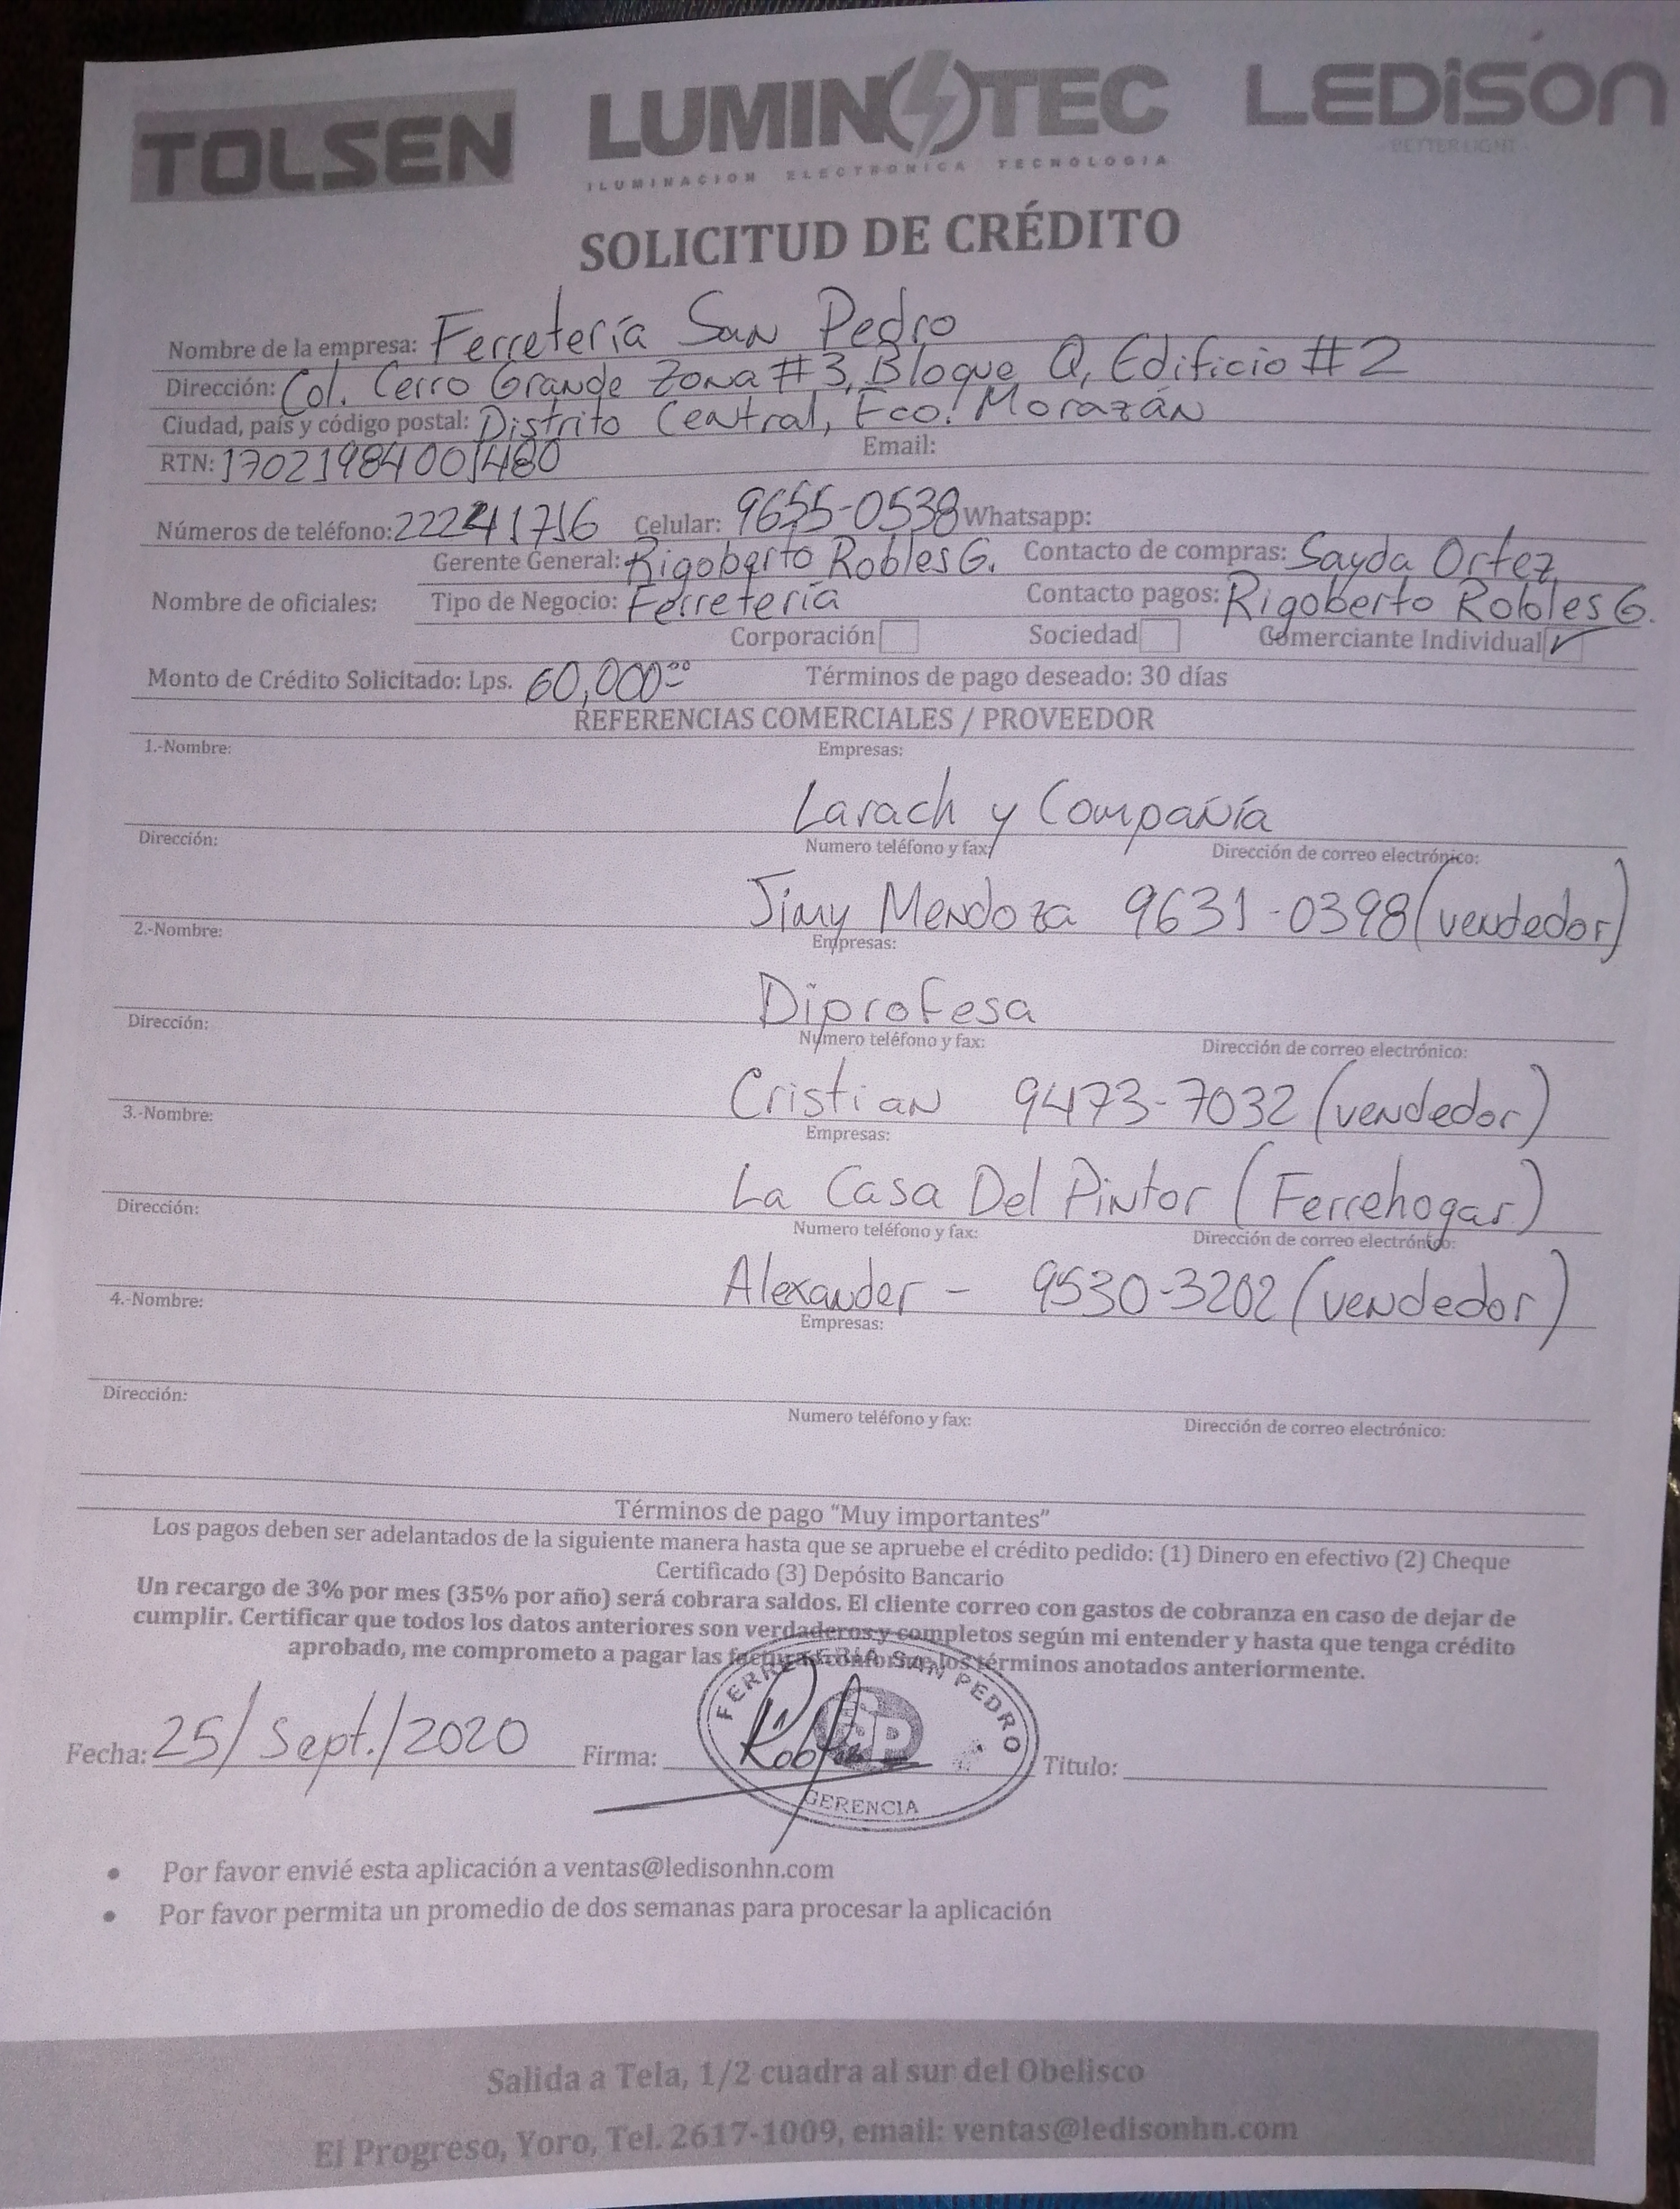 TOLSEN LUMINOTEC LEDISON
ILUMINACION ELECTRONICA TECNOLOGIA
BETTER LIGHT
SOLICITUD DE CRÉDITO
Nombre de la empresa: Ferretería San Pedro
Dirección: Col. Cerro Grande Zona #3, Bloque Q, Edificio #2
Ciudad, país y código postal: Distrito Central, Fco. Morazán
RTN: 17021984001480 Email:
Números de teléfono: 22241716 Celular: 9655-0538 Whatsapp:
Gerente General: Rigoberto Robles G. Contacto de compras: Sayda Ortez
Nombre de oficiales: Tipo de Negocio: Ferretería Contacto pagos: Rigoberto Robles G.
Corporación Sociedad Comerciante Individual ✓
Monto de Crédito Solicitado: Lps. 60,000.00 Términos de pago deseado: 30 días
REFERENCIAS COMERCIALES / PROVEEDOR
1.-Nombre: Empresas:
Larach y Compañía
Dirección: Numero teléfono y fax: Dirección de correo electrónico:
Jimy Mendoza 9631-0398 (vendedor)
2.-Nombre: Empresas:
Diprofesa
Dirección: Numero teléfono y fax: Dirección de correo electrónico:
Cristian 9473-7032 (vendedor)
3.-Nombre: Empresas:
La Casa Del Pintor (Ferrehogar)
Dirección: Numero teléfono y fax: Dirección de correo electrónico:
Alexander - 9530-3202 (vendedor)
4.-Nombre: Empresas:
Dirección: Numero teléfono y fax: Dirección de correo electrónico:
Términos de pago "Muy importantes"
Los pagos deben ser adelantados de la siguiente manera hasta que se apruebe el crédito pedido: (1) Dinero en efectivo (2) Cheque
Certificado (3) Depósito Bancario
Un recargo de 3% por mes (35% por año) será cobrara saldos. El cliente correo con gastos de cobranza en caso de dejar de
cumplir. Certificar que todos los datos anteriores son verdaderos y completos según mi entender y hasta que tenga crédito
aprobado, me comprometo a pagar las facturas conforme los términos anotados anteriormente.
FERRETERIA SAN PEDRO
SP
Fecha: 25/Sept./2020 Firma: Título:
GERENCIA
• Por favor envié esta aplicación a ventas@ledisonhn.com
• Por favor permita un promedio de dos semanas para procesar la aplicación
Salida a Tela, 1/2 cuadra al sur del Obelisco
El Progreso, Yoro, Tel. 2617-1009, email: ventas@ledisonhn.com